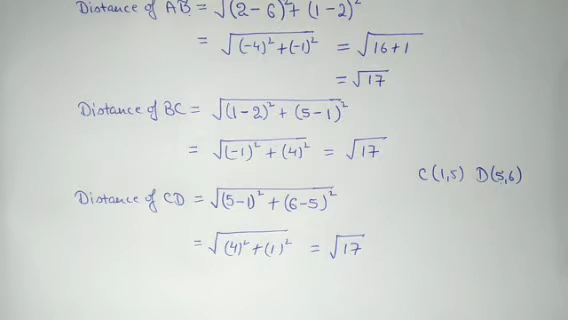 Distance of AB = √(2-6)² + (1-2)²
= √(-4)² + (-1)² = √16+1
= √17
Distance of BC = √(1-2)² + (5-1)²
= √(-1)² + (4)² = √17
C(1,5) D(5,6)
Distance of CD = √(5-1)² + (6-5)²
= √(4)² + (1)² = √17